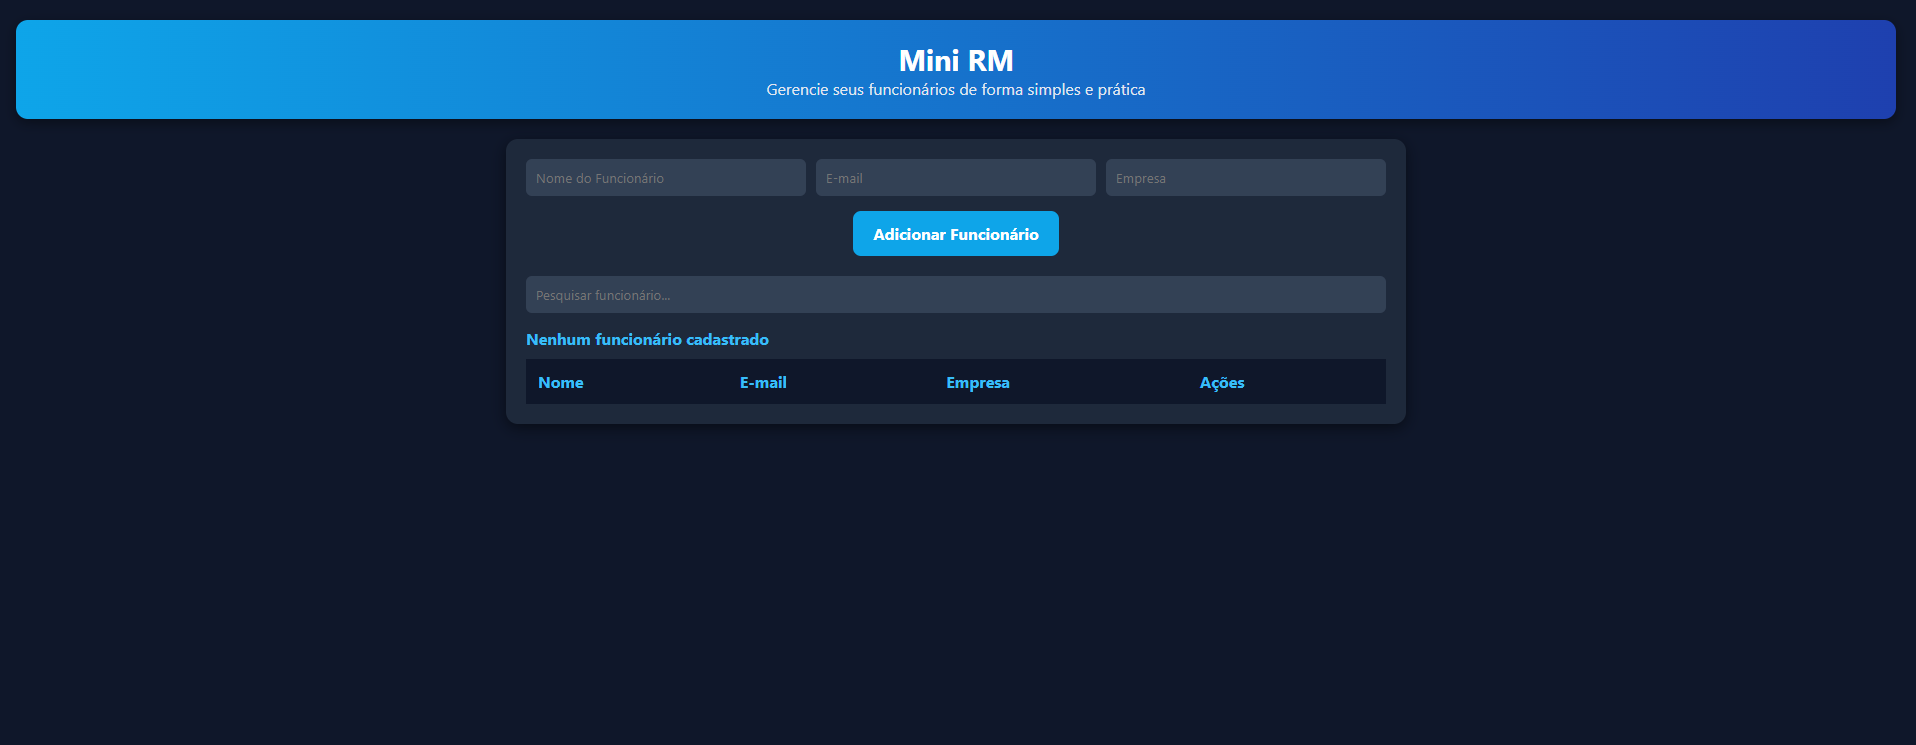 Mini RM
Gerencie seus funcionários de forma simples e prática
Nome do Funcionário E-mail Empresa
Adicionar Funcionário
Pesquisar funcionário...
Nenhum funcionário cadastrado
Nome E-mail Empresa Ações